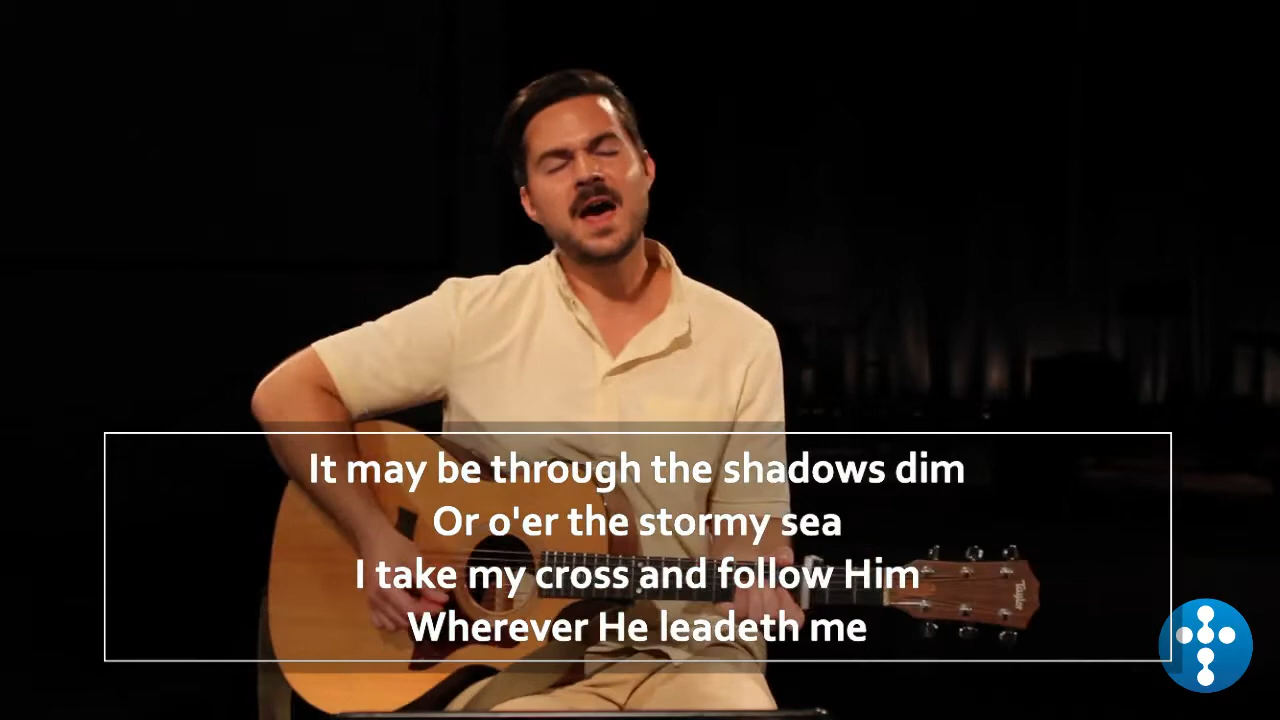 It may be through the shadows dim
Or o'er the stormy sea
I take my cross and follow Him
Wherever He leadeth me
Taylor